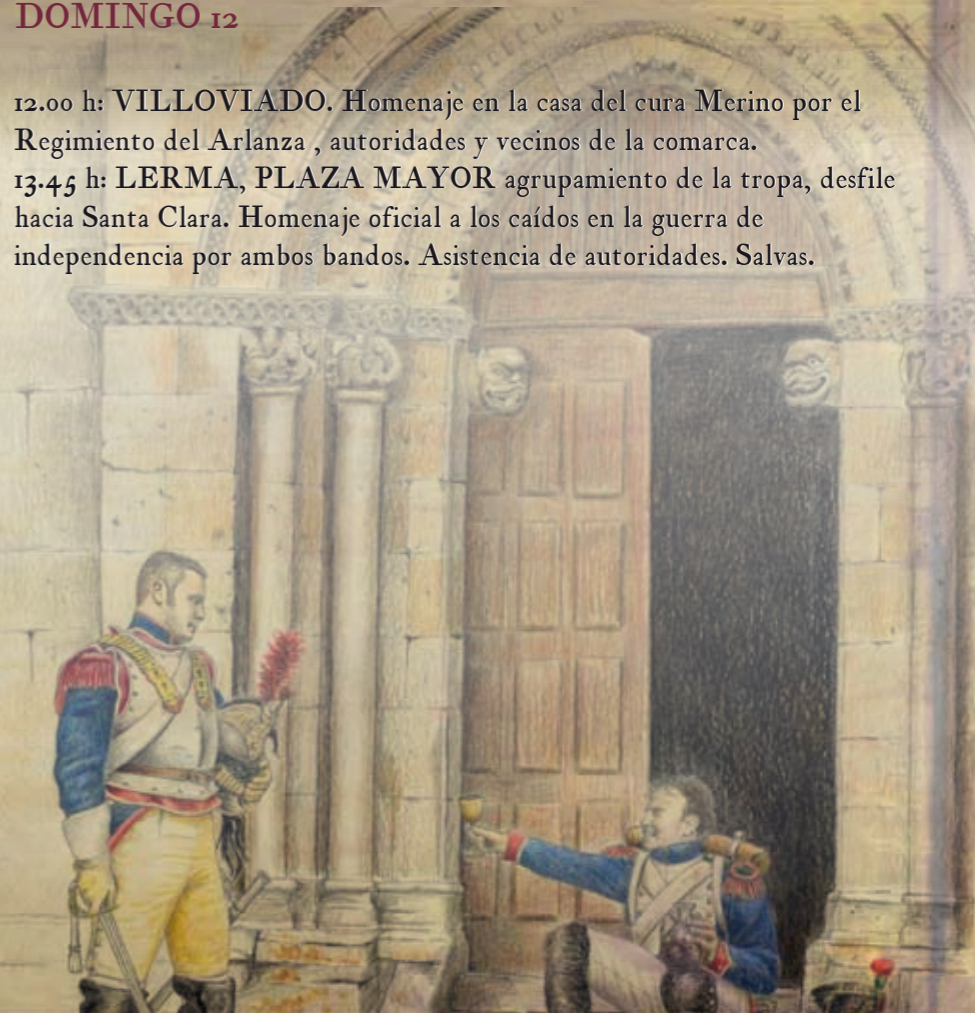 DOMINGO 12
12.00 h: VILLOVIADO. Homenaje en la casa del cura Merino por el
Regimiento del Arlanza , autoridades y vecinos de la comarca.
13.45 h: LERMA, PLAZA MAYOR agrupamiento de la tropa, desfile
hacia Santa Clara. Homenaje oficial a los caídos en la guerra de
independencia por ambos bandos. Asistencia de autoridades. Salvas.